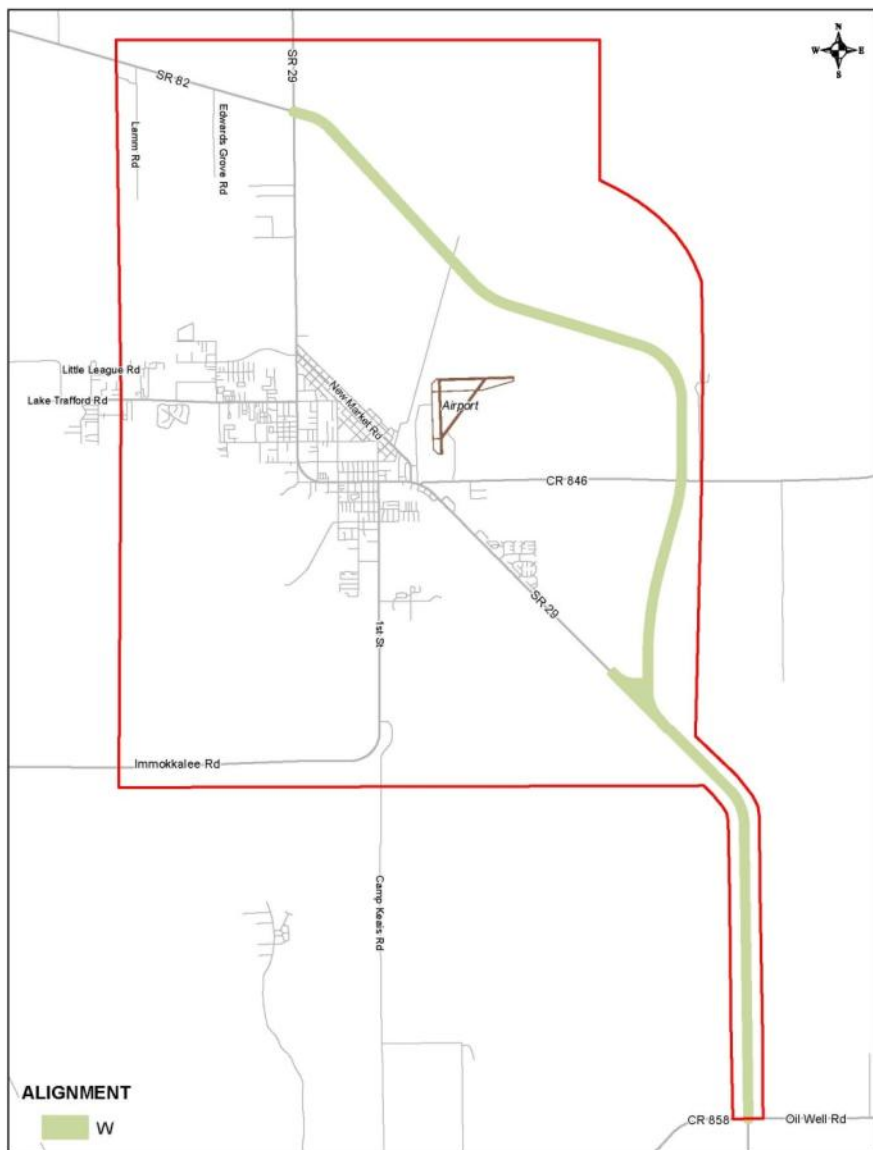 N
W E
S
SR 29
SR 82
Lamm Rd
Edwards Grove Rd
Little League Rd
Lake Trafford Rd
New Market Rd
Airport
CR 846
SR 29
1st St
Immokkalee Rd
Camp Keais Rd
ALIGNMENT
W
CR 858
Oil Well Rd